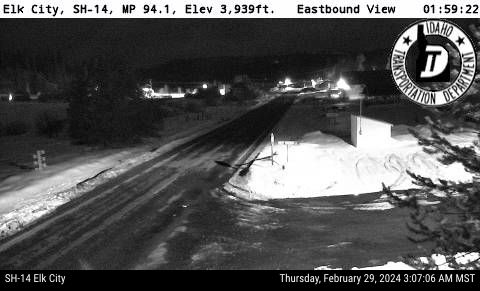 Elk City, SH-14, MP 94.1, Elev 3,939ft. Eastbound View 01:59:22
IDAHO
TRANSPORTATION DEPARTMENT
SH-14 Elk City Thursday, February 29, 2024 3:07:06 AM MST